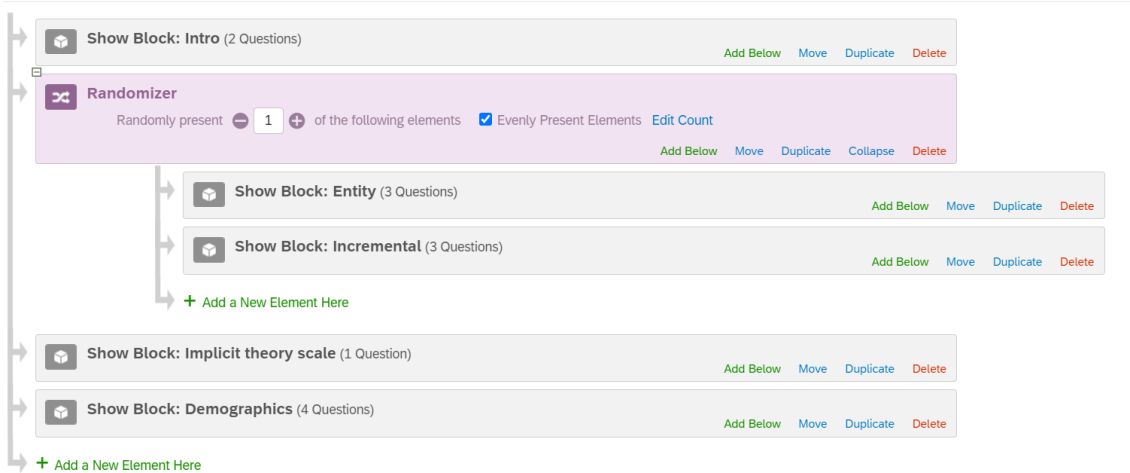 Show Block: Intro (2 Questions)
Add Below Move Duplicate Delete
Randomizer
Randomly present 1 of the following elements Evenly Present Elements Edit Count
Add Below Move Duplicate Collapse Delete
Show Block: Entity (3 Questions)
Add Below Move Duplicate Delete
Show Block: Incremental (3 Questions)
Add Below Move Duplicate Delete
+ Add a New Element Here
Show Block: Implicit theory scale (1 Question)
Add Below Move Duplicate Delete
Show Block: Demographics (4 Questions)
Add Below Move Duplicate Delete
+ Add a New Element Here